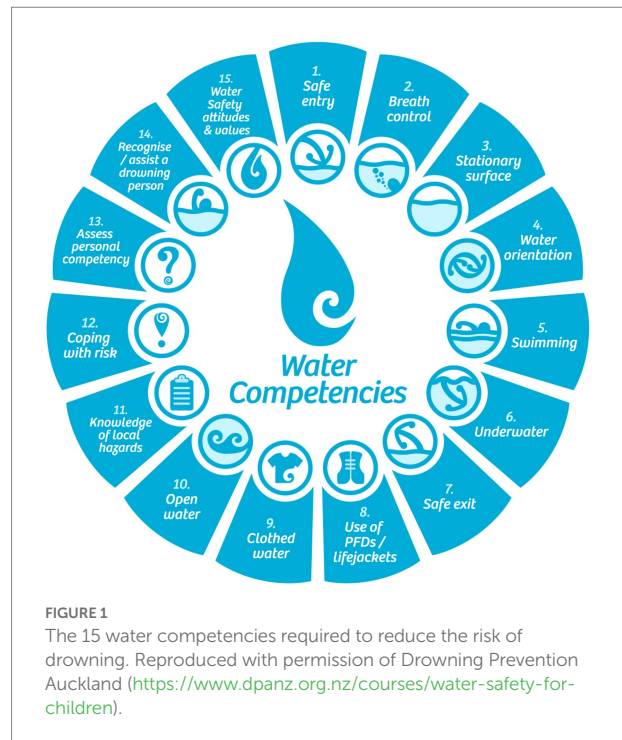 1.
Safe
entry
2.
Breath
control
3.
Stationary
surface
4.
Water
orientation
5.
Swimming
6.
Underwater
7.
Safe exit
8.
Use of
PFDs /
lifejackets
9.
Clothed
water
10.
Open
water
11.
Knowledge
of local
hazards
12.
Coping
with risk
13.
Assess
personal
competency
14.
Recognise
/ assist a
drowning
person
15.
Water
Safety
attitudes
& values
Water
Competencies
FIGURE 1
The 15 water competencies required to reduce the risk of
drowning. Reproduced with permission of Drowning Prevention
Auckland (https://www.dpanz.org.nz/courses/water-safety-for-
children).